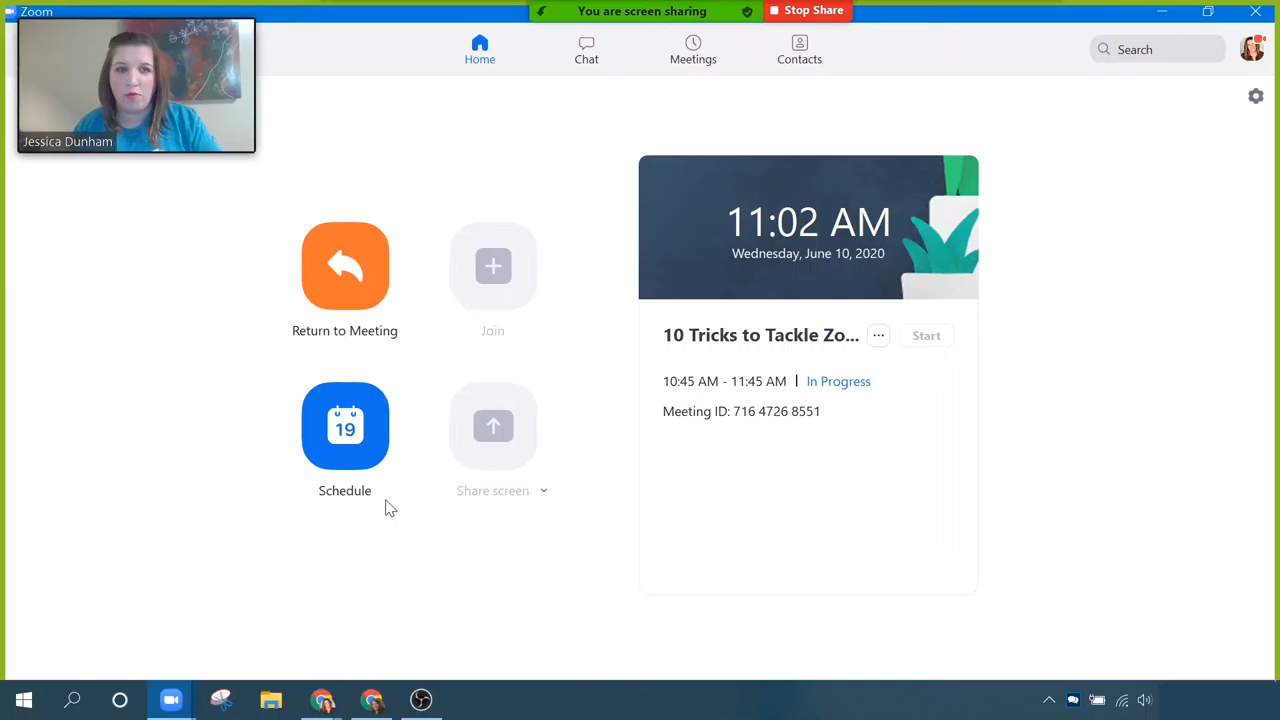 Zoom
You are screen sharing
Stop Share
Jessica Dunham
Home
Chat
Meetings
Contacts
Search
11:02 AM
Wednesday, June 10, 2020
Return to Meeting
Join
10 Tricks to Tackle Zo...
Start
10:45 AM - 11:45 AM | In Progress
Meeting ID: 716 4726 8551
19
Schedule
Share screen